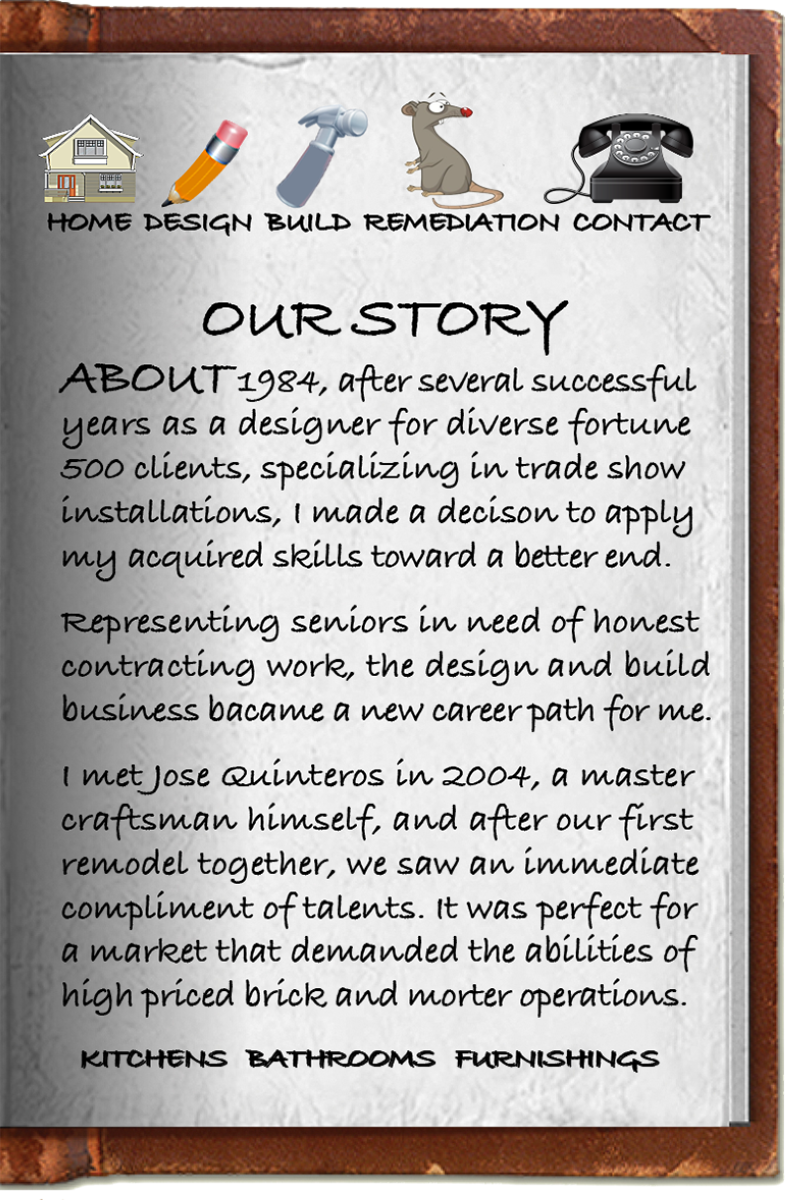 HOME DESIGN BUILD REMEDIATION CONTACT
OUR STORY
ABOUT 1984, after several successful
years as a designer for diverse fortune
500 clients, specializing in trade show
installations, I made a decison to apply
my acquired skills toward a better end.
Representing seniors in need of honest
contracting work, the design and build
business bacame a new career path for me.
I met Jose Quinteros in 2004, a master
craftsman himself, and after our first
remodel together, we saw an immediate
compliment of talents. It was perfect for
a market that demanded the abilities of
high priced brick and morter operations.
KITCHENS BATHROOMS FURNISHINGS